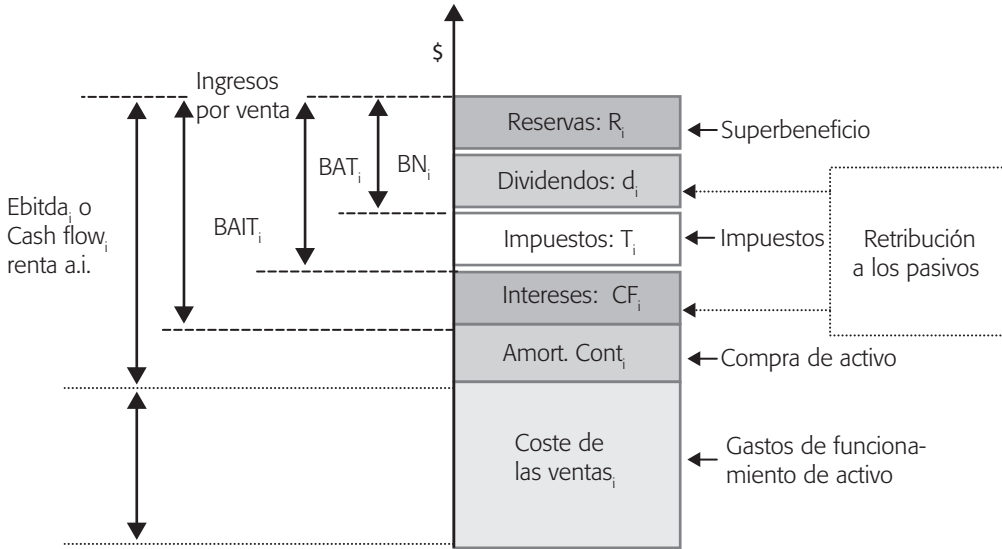 $
Ingresos
por venta
Reservas: Ri
Superbeneficio
BATi
BNi
Dividendos: di
Ebitdai o
Cash flowi
renta a.i.
BAITi
Impuestos: Ti
Impuestos
Retribución
a los pasivos
Intereses: CFi
Amort. Conti
Compra de activo
Coste de
las ventasi
Gastos de funciona-
miento de activo